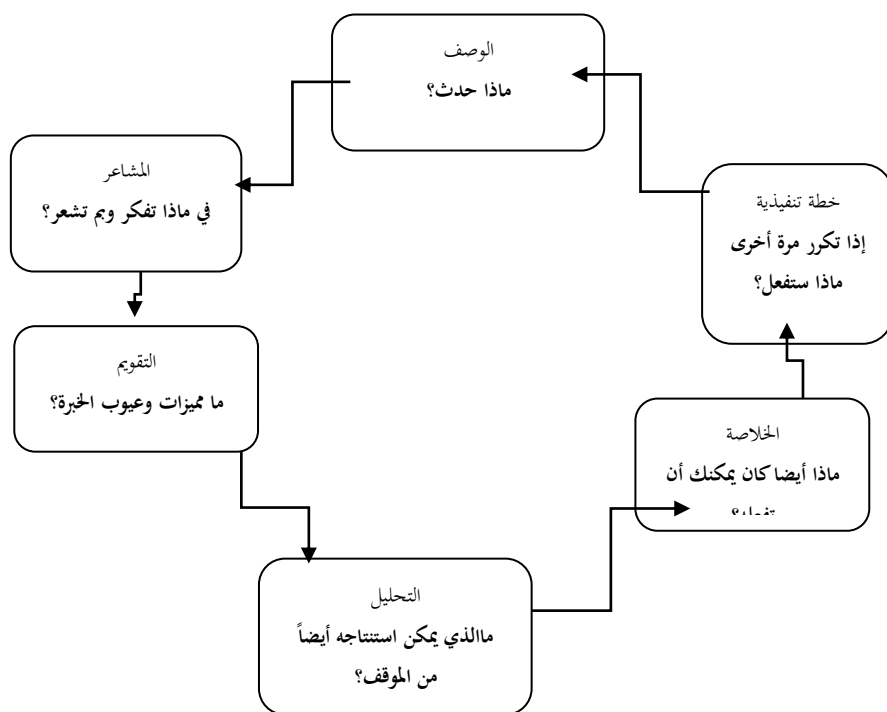 الوصف
ماذا حدث؟
المشاعر
في ماذا تفكر وبم تشعر؟
التقويم
ما مميزات وعيوب الخبرة؟
التحليل
ماالذي يمكن استنتاجه أيضاً
من الموقف؟
الخلاصة
ماذا أيضا كان يمكنك أن
خطة تنفيذية
إذا تكرر مرة أخرى
ماذا ستفعل؟